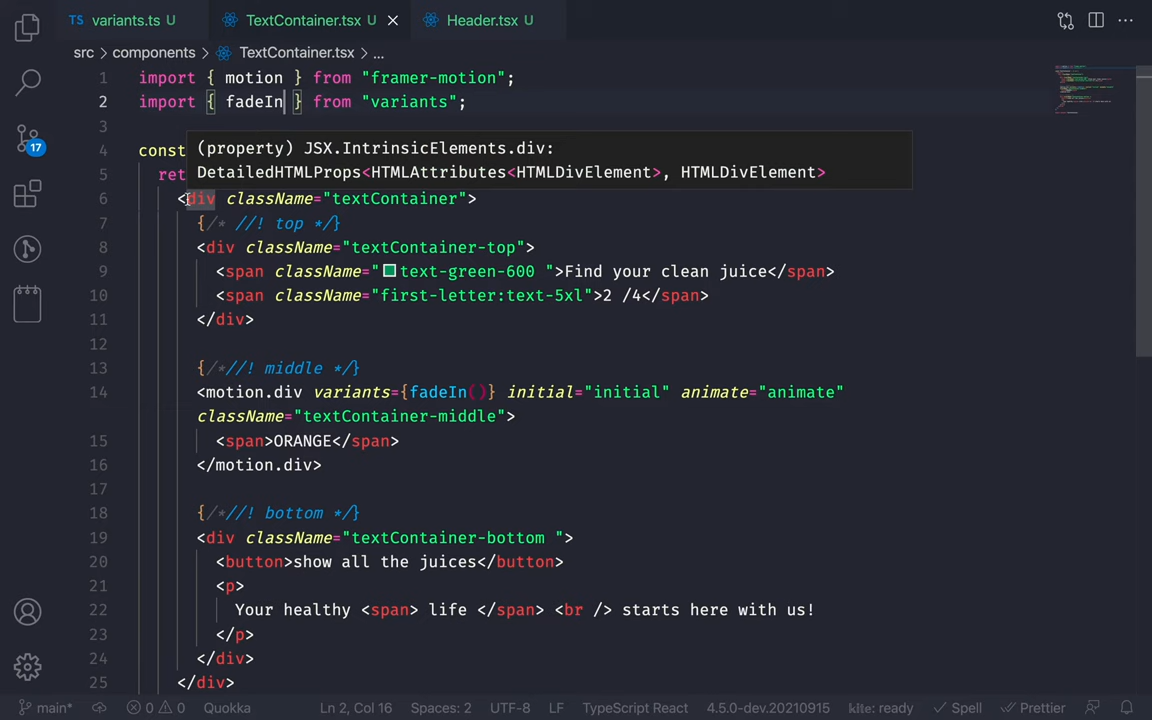 variants.ts U TextContainer.tsx U Header.tsx U
src > components > TextContainer.tsx > ...
1 import { motion } from "framer-motion";
2 import { fadeIn } from "variants";
3
4 const
(property) JSX.IntrinsicElements.div:
5 ret
DetailedHTMLProps<HTMLAttributes<HTMLDivElement>, HTMLDivElement>
6 <div className="textContainer">
7 {/* //! top */}
8 <div className="textContainer-top">
9 <span className="text-green-600 ">Find your clean juice</span>
10 <span className="first-letter:text-5xl">2 /4</span>
11 </div>
12
13 {/*//! middle */}
14 <motion.div variants={fadeIn()} initial="initial" animate="animate"
className="textContainer-middle">
15 <span>ORANGE</span>
16 </motion.div>
17
18 {/*//! bottom */}
19 <div className="textContainer-bottom ">
20 <button>show all the juices</button>
21 <p>
22 Your healthy <span> life </span> <br /> starts here with us!
23 </p>
24 </div>
25 </div>
17
TS
main* 0 0 Quokka Ln 2, Col 16 Spaces: 2 UTF-8 LF TypeScript React 4.5.0-dev.20210915 kite: ready Spell Prettier